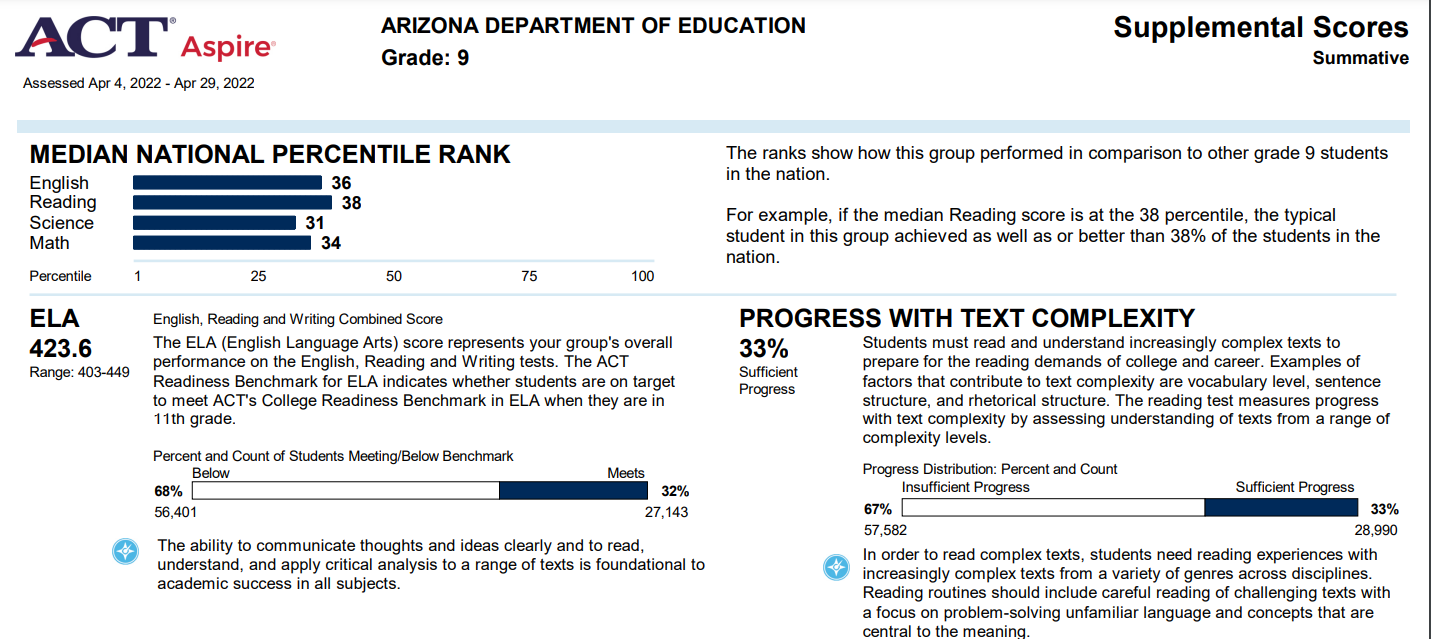 ACT® Aspire®
ARIZONA DEPARTMENT OF EDUCATION
Grade: 9
Supplemental Scores
Summative
Assessed Apr 4, 2022 - Apr 29, 2022
MEDIAN NATIONAL PERCENTILE RANK
English 36
Reading 38
Science 31
Math 34
Percentile 1 25 50 75 100
The ranks show how this group performed in comparison to other grade 9 students
in the nation.
For example, if the median Reading score is at the 38 percentile, the typical
student in this group achieved as well as or better than 38% of the students in the
nation.
ELA
423.6
Range: 403-449
English, Reading and Writing Combined Score
The ELA (English Language Arts) score represents your group's overall
performance on the English, Reading and Writing tests. The ACT
Readiness Benchmark for ELA indicates whether students are on target
to meet ACT's College Readiness Benchmark in ELA when they are in
11th grade.
Percent and Count of Students Meeting/Below Benchmark
Below Meets
68% 32%
56,401 27,143
The ability to communicate thoughts and ideas clearly and to read,
understand, and apply critical analysis to a range of texts is foundational to
academic success in all subjects.
PROGRESS WITH TEXT COMPLEXITY
33%
Sufficient
Progress
Students must read and understand increasingly complex texts to
prepare for the reading demands of college and career. Examples of
factors that contribute to text complexity are vocabulary level, sentence
structure, and rhetorical structure. The reading test measures progress
with text complexity by assessing understanding of texts from a range of
complexity levels.
Progress Distribution: Percent and Count
Insufficient Progress Sufficient Progress
67% 33%
57,582 28,990
In order to read complex texts, students need reading experiences with
increasingly complex texts from a variety of genres across disciplines.
Reading routines should include careful reading of challenging texts with
a focus on problem-solving unfamiliar language and concepts that are
central to the meaning.